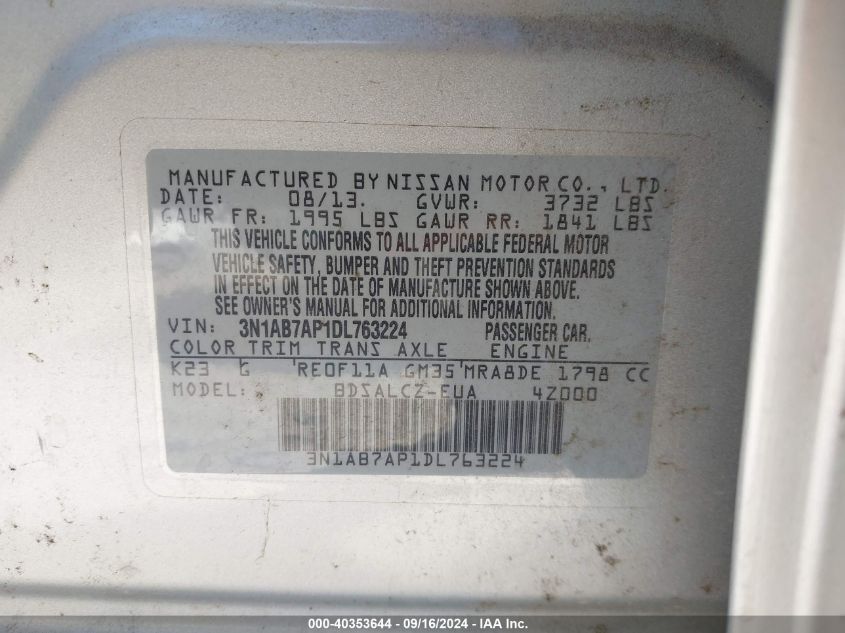 MANUFACTURED BY NISSAN MOTOR CO., LTD.
DATE: 08/13. GVWR: 3732 LBS
GAWR FR: 1995 LBS GAWR RR: 1841 LBS
THIS VEHICLE CONFORMS TO ALL APPLICABLE FEDERAL MOTOR
VEHICLE SAFETY, BUMPER AND THEFT PREVENTION STANDARDS
IN EFFECT ON THE DATE OF MANUFACTURE SHOWN ABOVE.
SEE OWNER'S MANUAL FOR ADDITIONAL INFORMATION.
VIN: 3N1AB7AP1DL763224 PASSENGER CAR.
COLOR TRIM TRANS AXLE ENGINE
K23 G RE0F11A GM35 MRA8DE 1798 CC
MODEL: BDSALCZ-EUA 4Z000
3N1AB7AP1DL763224
000-40353644 - 09/16/2024 - IAA Inc.